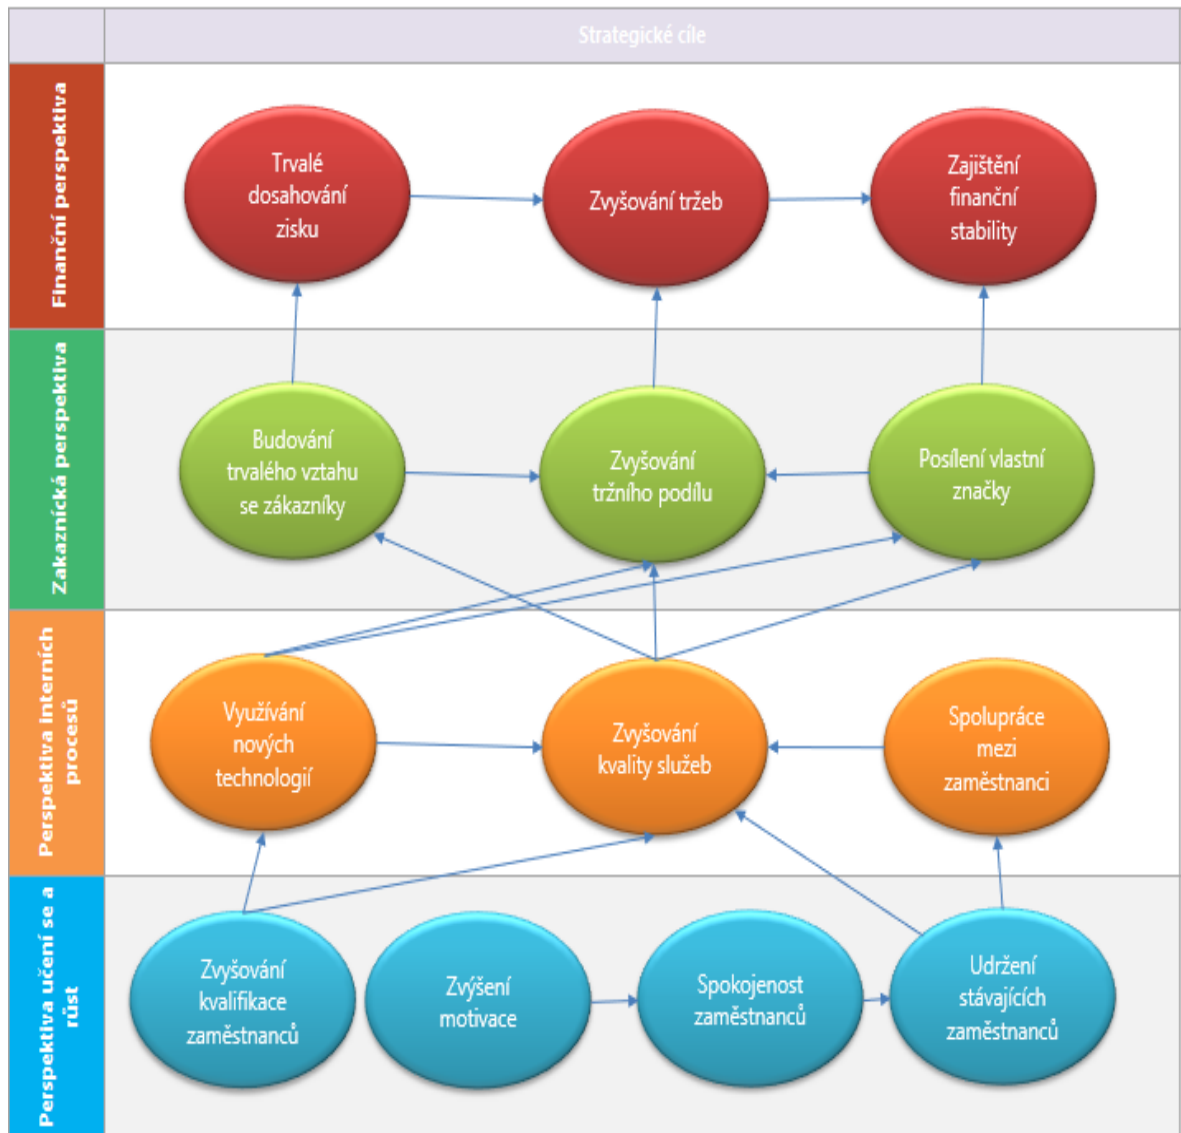 Strategické cíle
Finanční perspektiva
Trvalé
dosahování
zisku
Zvyšování tržeb
Zajištění
finanční
stability
Zakaznícká perspektiva
Budování
trvalého vztahu
se zákazníky
Zvyšování
tržního podílu
Posílení vlastní
značky
Perspektiva interních
procesů
Využívání
nových
technologií
Zvyšování
kvality služeb
Spolupráce
mezi
zaměstnanci
Perspektiva učení se a
růst
Zvyšování
kvalifikace
zaměstnanců
Zvýšení
motivace
Spokojenost
zaměstnanců
Udržení
stávajících
zaměstnanců